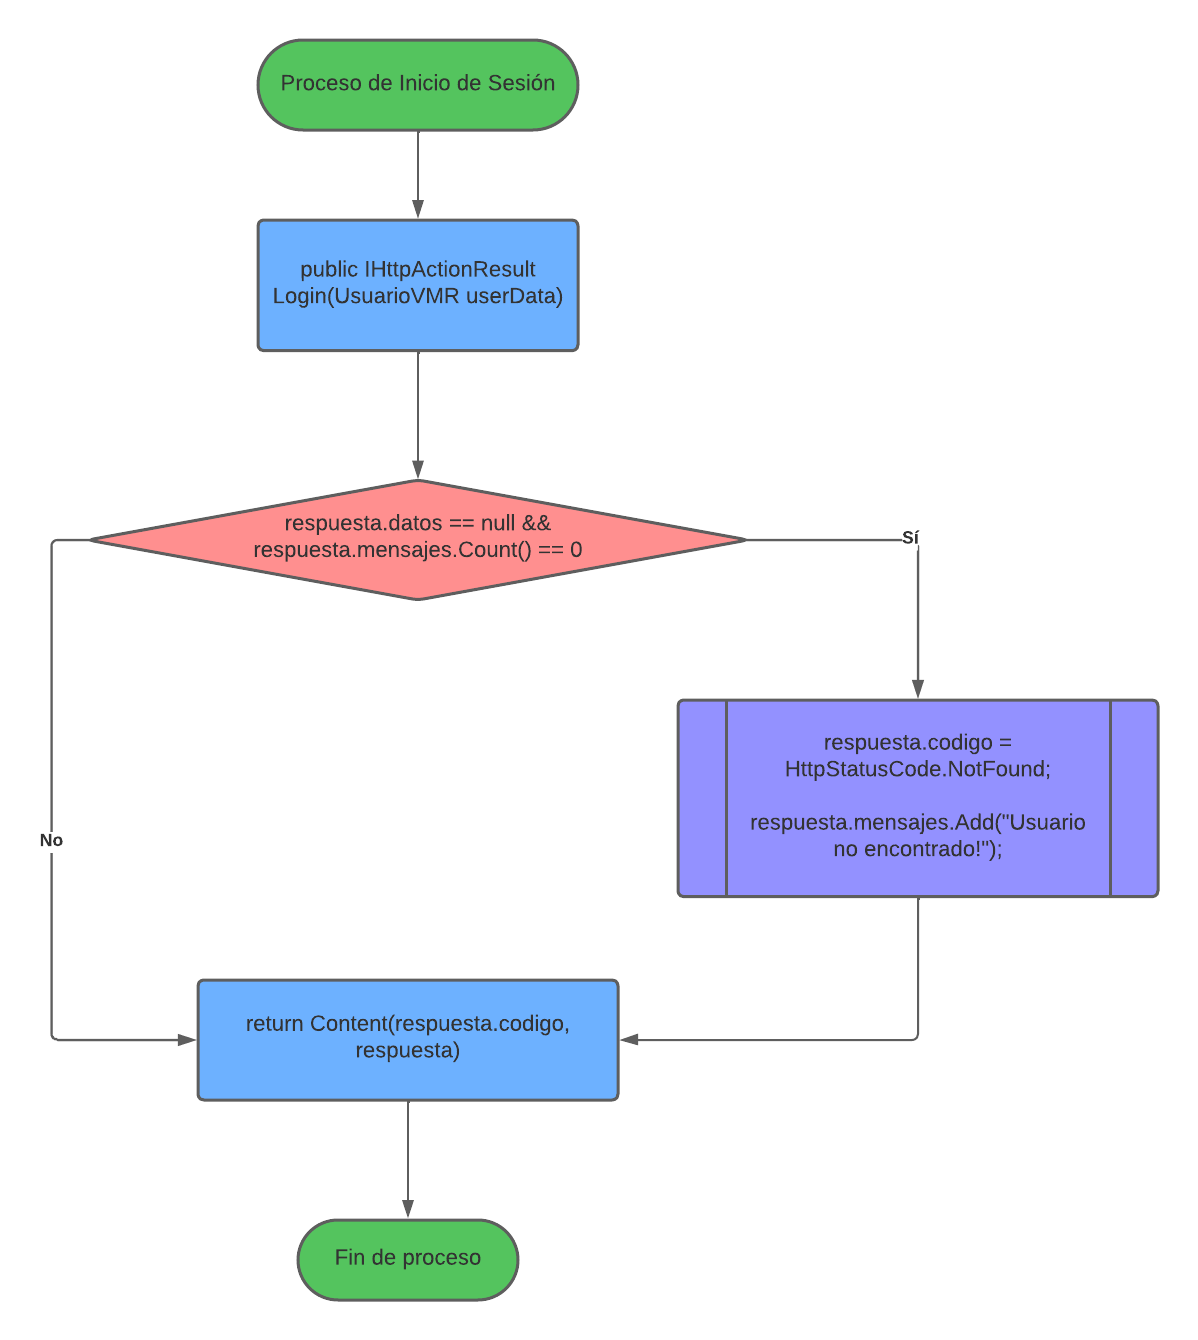 Proceso de Inicio de Sesión
public IHttpActionResult
Login(UsuarioVMR userData)
respuesta.datos == null &&
respuesta.mensajes.Count() == 0
Sí
respuesta.codigo =
HttpStatusCode.NotFound;
respuesta.mensajes.Add("Usuario
no encontrado!");
No
return Content(respuesta.codigo,
respuesta)
Fin de proceso